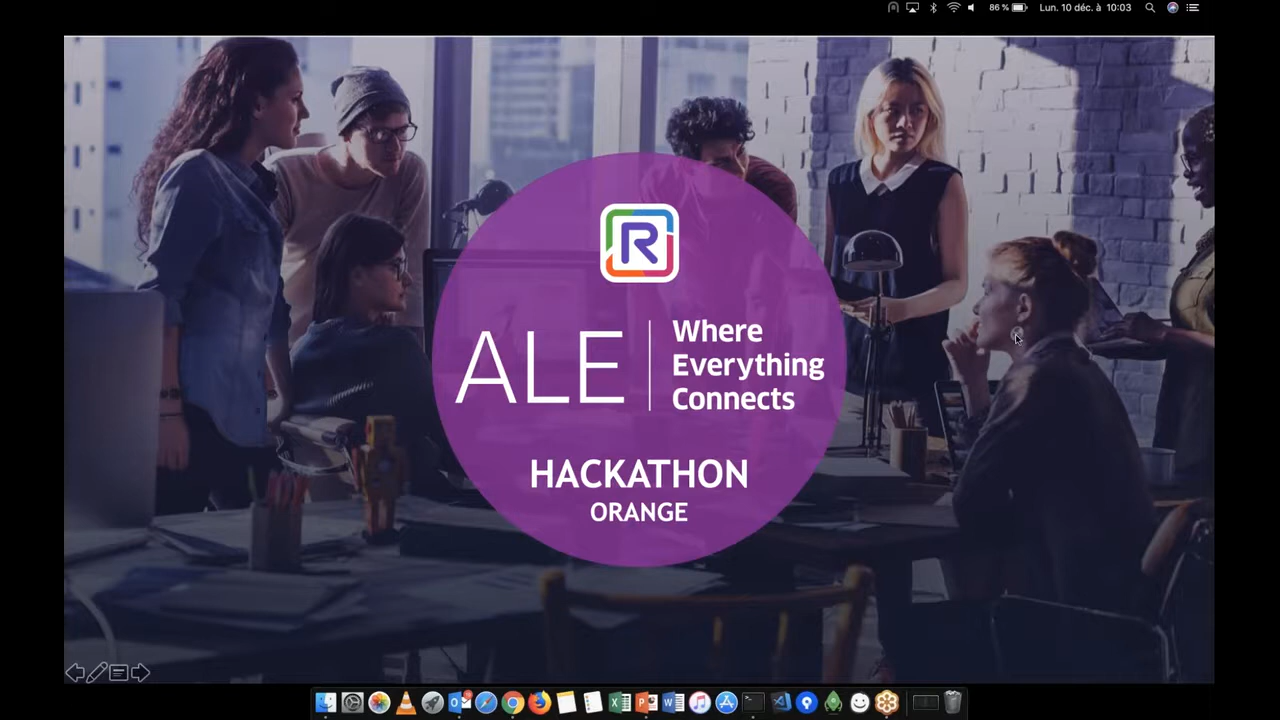 86 %
Lun. 10 déc. à 10:03
R
ALE
Where
Everything
Connects
HACKATHON
ORANGE